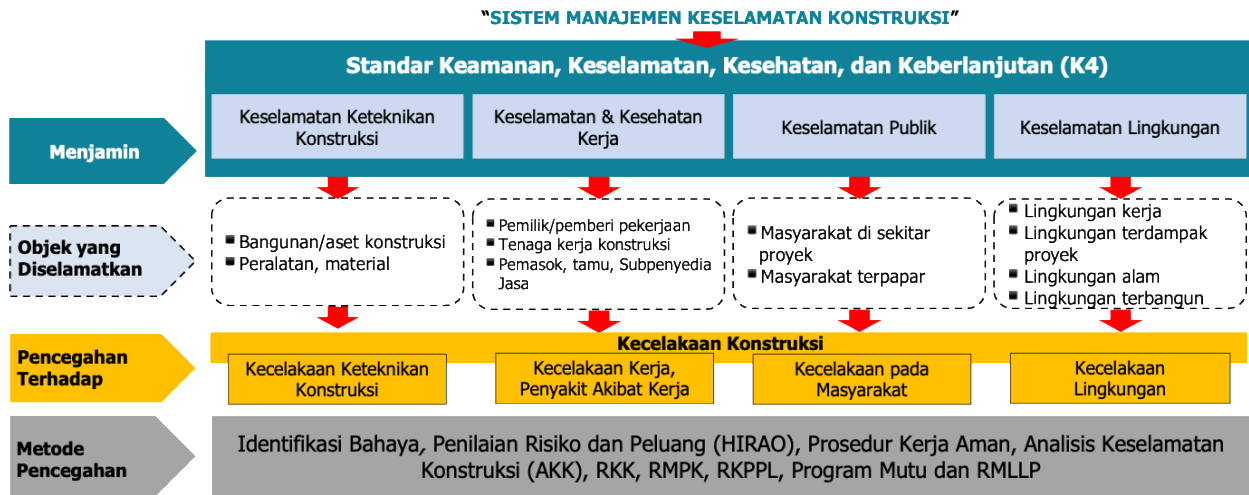 “SISTEM MANAJEMEN KESELAMATAN KONSTRUKSI”
Standar Keamanan, Keselamatan, Kesehatan, dan Keberlanjutan (K4)
Menjamin
Keselamatan Keteknikan
Konstruksi
Keselamatan & Kesehatan
Kerja
Keselamatan Publik
Keselamatan Lingkungan
Objek yang
Diselamatkan
▪ Bangunan/aset konstruksi
▪ Peralatan, material
▪ Pemilik/pemberi pekerjaan
▪ Tenaga kerja konstruksi
▪ Pemasok, tamu, Subpenyedia
Jasa
▪ Masyarakat di sekitar
proyek
▪ Masyarakat terpapar
▪ Lingkungan kerja
▪ Lingkungan terdampak
proyek
▪ Lingkungan alam
▪ Lingkungan terbangun
Pencegahan
Terhadap
Kecelakaan Konstruksi
Kecelakaan Keteknikan
Konstruksi
Kecelakaan Kerja,
Penyakit Akibat Kerja
Kecelakaan pada
Masyarakat
Kecelakaan
Lingkungan
Metode
Pencegahan
Identifikasi Bahaya, Penilaian Risiko dan Peluang (HIRAO), Prosedur Kerja Aman, Analisis Keselamatan
Konstruksi (AKK), RKK, RMPK, RKPPL, Program Mutu dan RMLLP